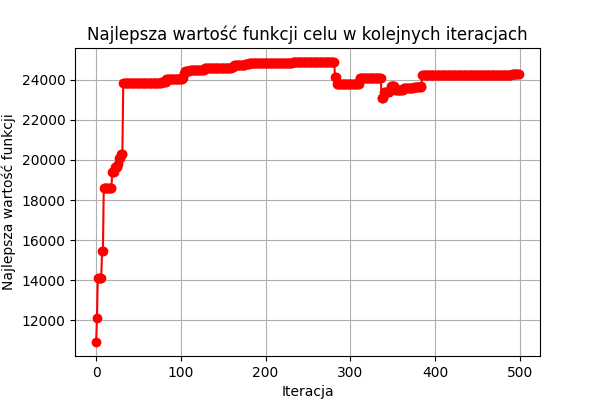 Najlepsza wartość funkcji celu w kolejnych iteracjach
Najlepsza wartość funkcji
24000
22000
20000
18000
16000
14000
12000
0 100 200 300 400 500
Iteracja